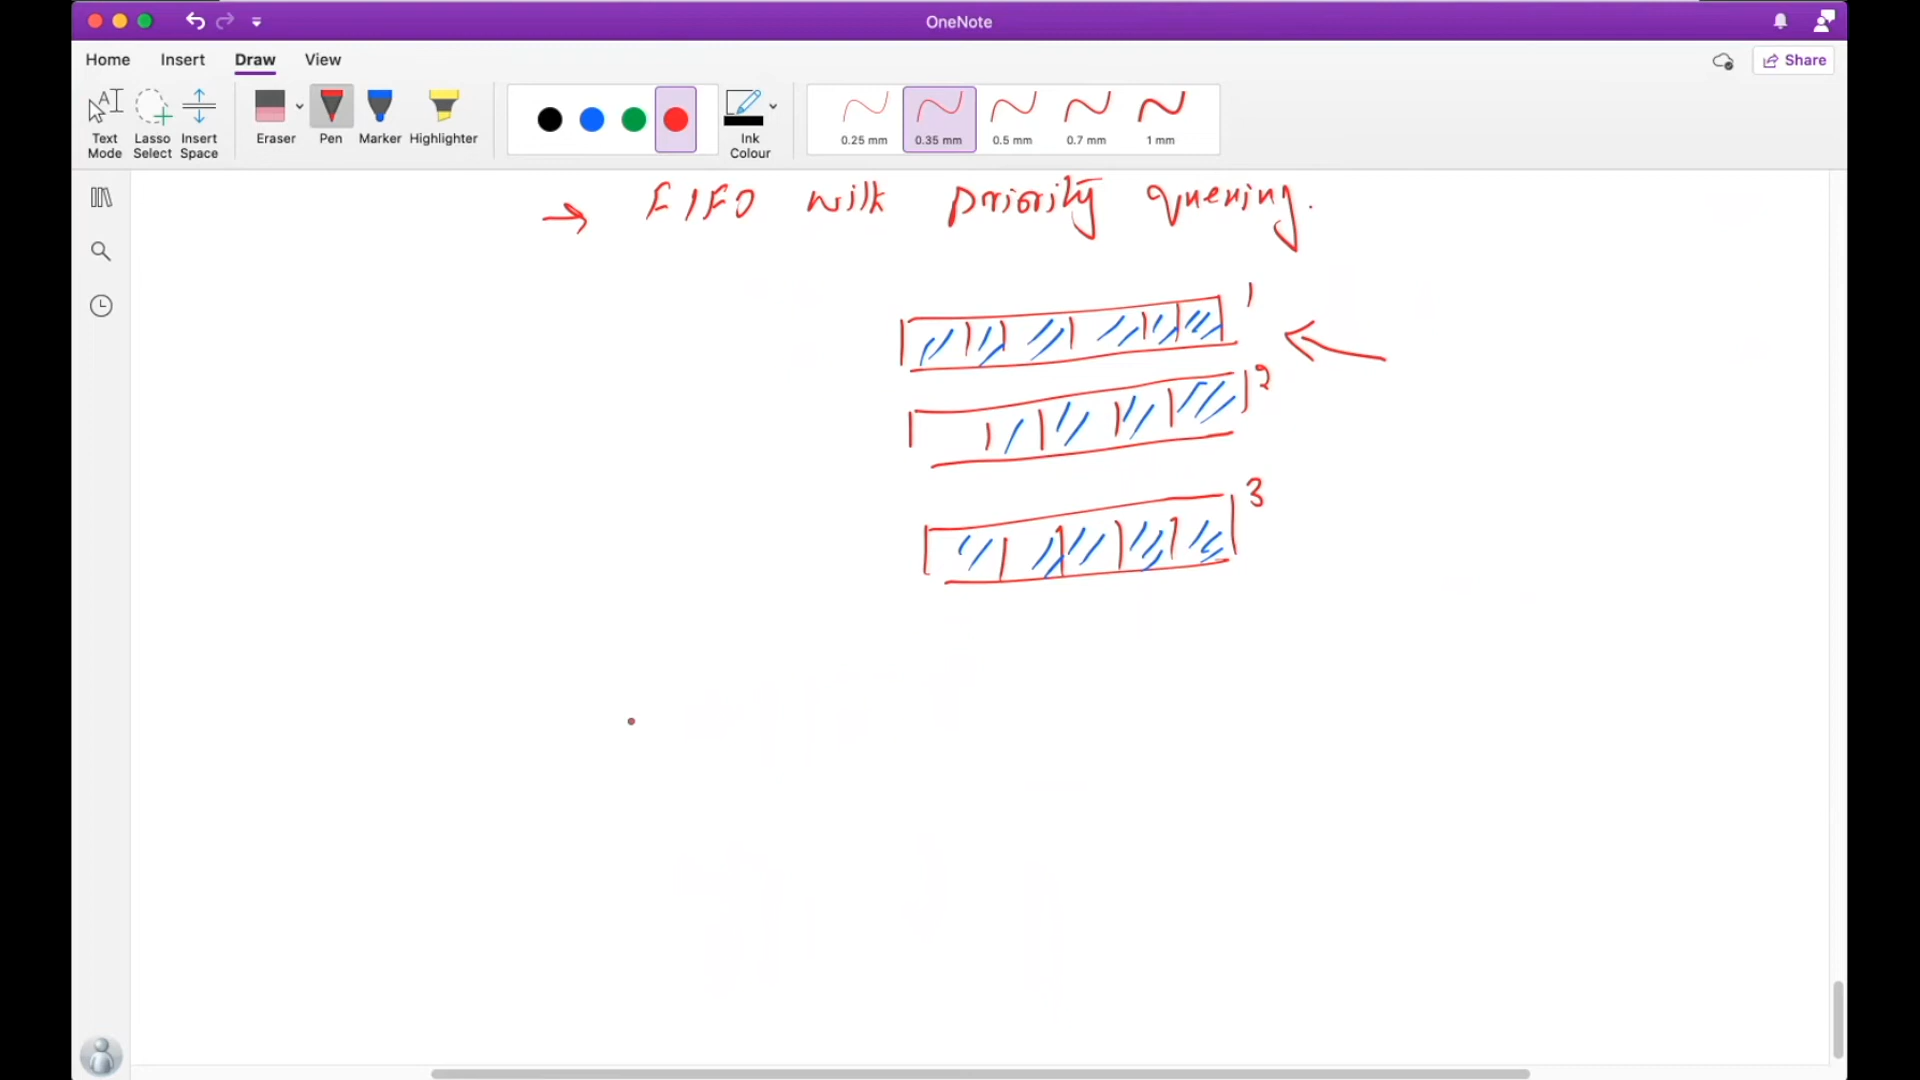 OneNote
Home Insert Draw View Share
Text Mode
Lasso Select
Insert Space
Eraser
Pen
Marker
Highlighter
Ink Colour
0.25 mm
0.35 mm
0.5 mm
0.7 mm
1 mm
→ FIFO with priority queuing.
1
2
3